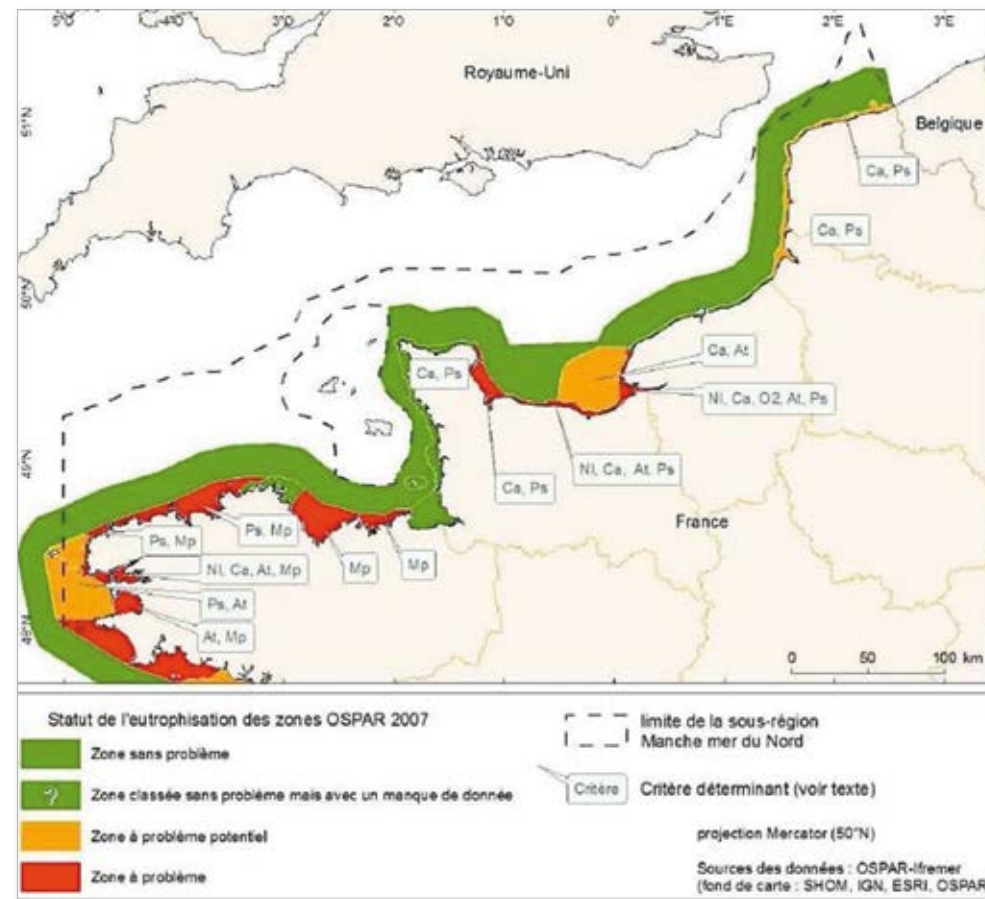 5°O 4°O 3°O 2°O 1°O 0° 1°E 2°E 3°E
51°N
50°N
49°N
48°N
Royaume-Uni
Belgique
France
Ca, Ps
Ca, Ps
Ca, At
Ca, Ps
NI, Ca, O2, At, Ps
NI, Ca, At, Ps
Ca, Ps
Ps, Mp
Ps, Mp
Mp
Mp
NI, Ca, At, Mp
Ps, At
At, Mp
0 50 100 km
Statut de l'eutrophisation des zones OSPAR 2007
Zone sans problème
? Zone classée sans problème mais avec un manque de donnée
Zone à problème potentiel
Zone à problème
limite de la sous-région
Manche mer du Nord
Critère Critère déterminant (voir texte)
projection Mercator (50°N)
Sources des données : OSPAR-Ifremer
(fond de carte : SHOM, IGN, ESRI, OSPAR